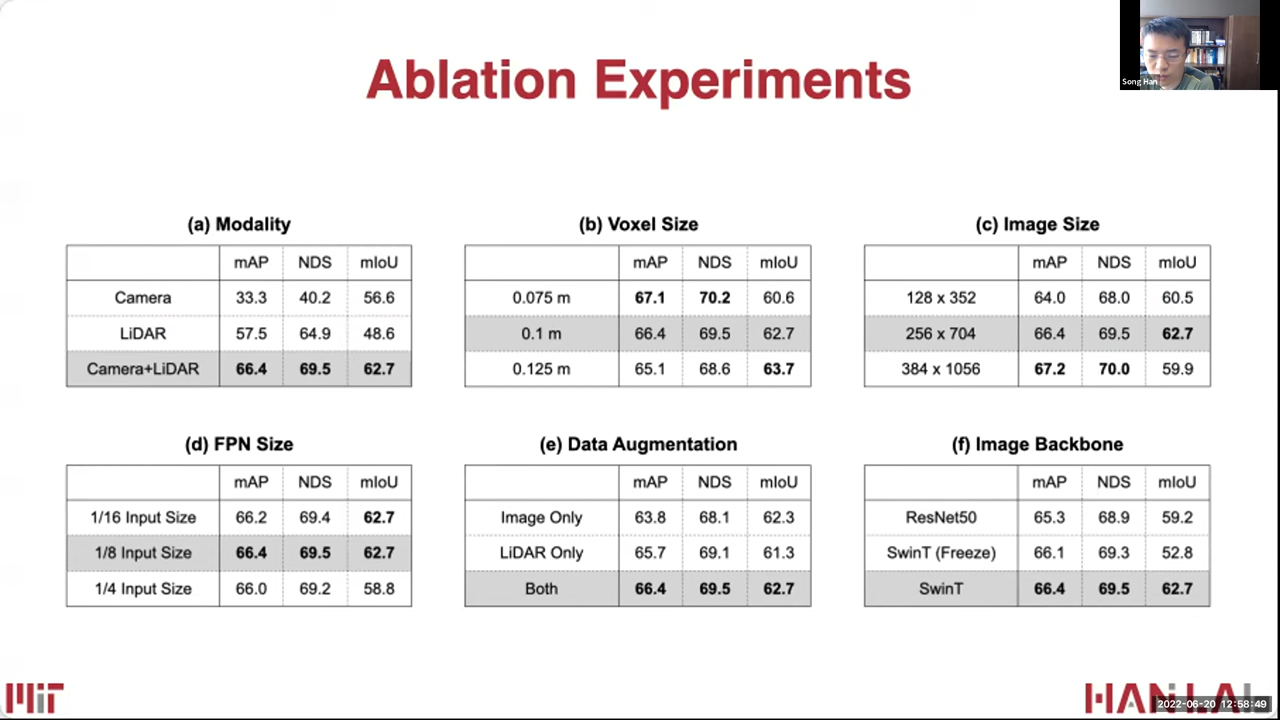 Song Han
Ablation Experiments
(a) Modality
mAP NDS mIoU
Camera 33.3 40.2 56.6
LiDAR 57.5 64.9 48.6
Camera+LiDAR 66.4 69.5 62.7
(b) Voxel Size
mAP NDS mIoU
0.075 m 67.1 70.2 60.6
0.1 m 66.4 69.5 62.7
0.125 m 65.1 68.6 63.7
(c) Image Size
mAP NDS mIoU
128 x 352 64.0 68.0 60.5
256 x 704 66.4 69.5 62.7
384 x 1056 67.2 70.0 59.9
(d) FPN Size
mAP NDS mIoU
1/16 Input Size 66.2 69.4 62.7
1/8 Input Size 66.4 69.5 62.7
1/4 Input Size 66.0 69.2 58.8
(e) Data Augmentation
mAP NDS mIoU
Image Only 63.8 68.1 62.3
LiDAR Only 65.7 69.1 61.3
Both 66.4 69.5 62.7
(f) Image Backbone
mAP NDS mIoU
ResNet50 65.3 68.9 59.2
SwinT (Freeze) 66.1 69.3 52.8
SwinT 66.4 69.5 62.7
MIT
HAN LAB
2022-06-20 12:58:49